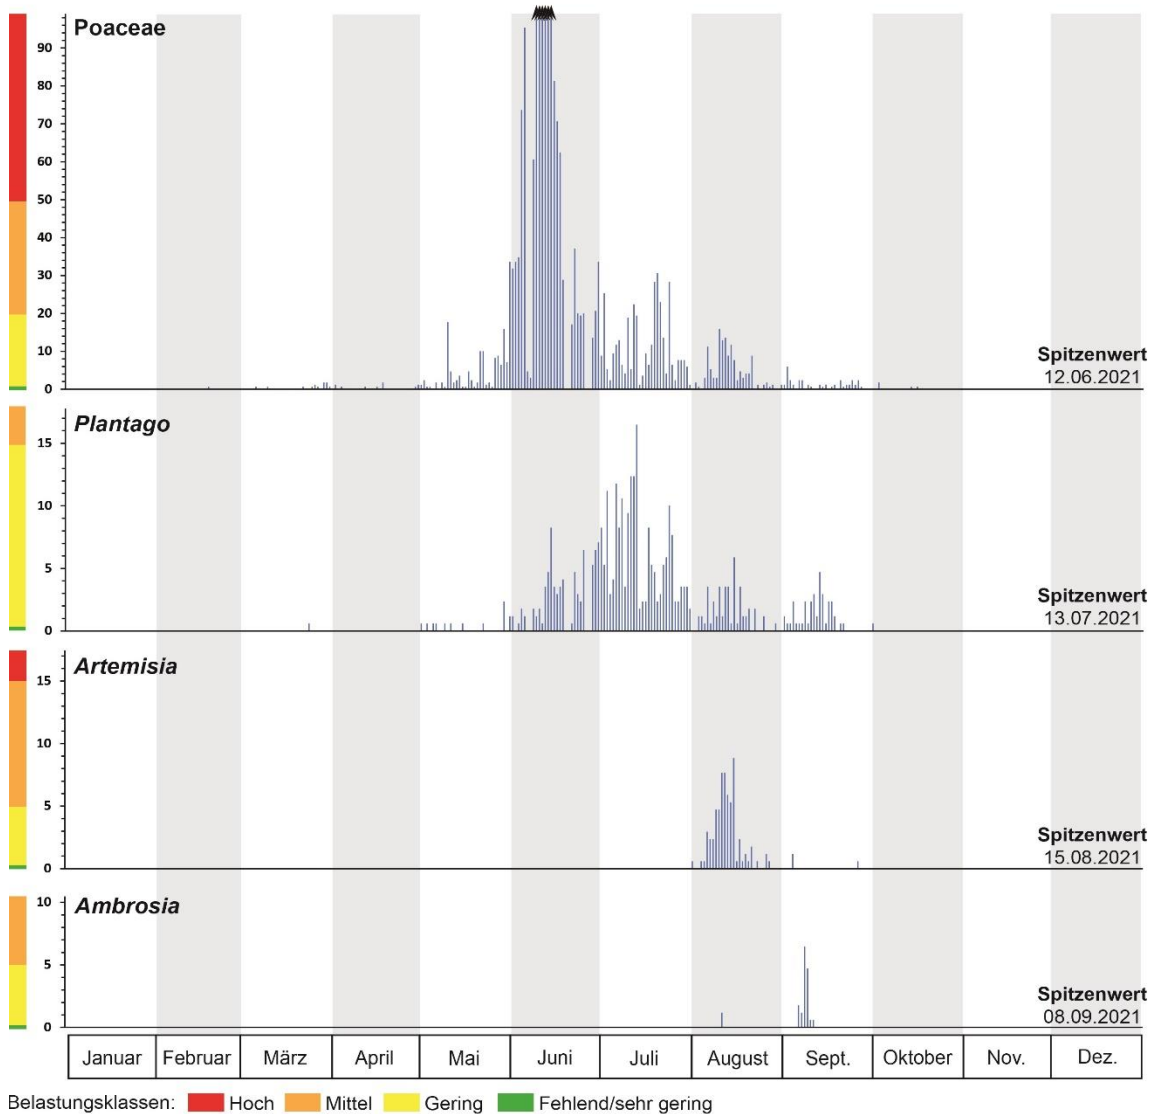 Poaceae
90
80
70
60
50
40
30
20
10
0
Spitzenwert
12.06.2021
Plantago
15
10
5
0
Spitzenwert
13.07.2021
Artemisia
15
10
5
0
Spitzenwert
15.08.2021
Ambrosia
10
5
0
Spitzenwert
08.09.2021
Januar Februar März April Mai Juni Juli August Sept. Oktober Nov. Dez.
Belastungsklassen: Hoch Mittel Gering Fehlend/sehr gering